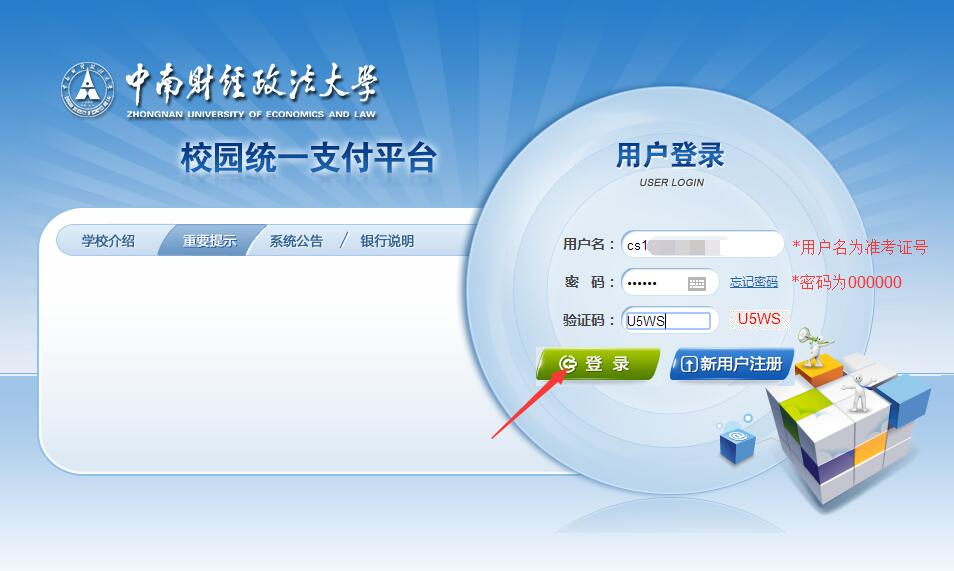 中南财经政法大学
ZHONGNAN UNIVERSITY OF ECONOMICS AND LAW
校园统一支付平台
用户登录
USER LOGIN
学校介绍 重要提示 系统公告 / 银行说明
用户名： cs1 *用户名为准考证号
密 码： •••••• 忘记密码 *密码为000000
验证码： U5WS U5WS
登 录 新用户注册